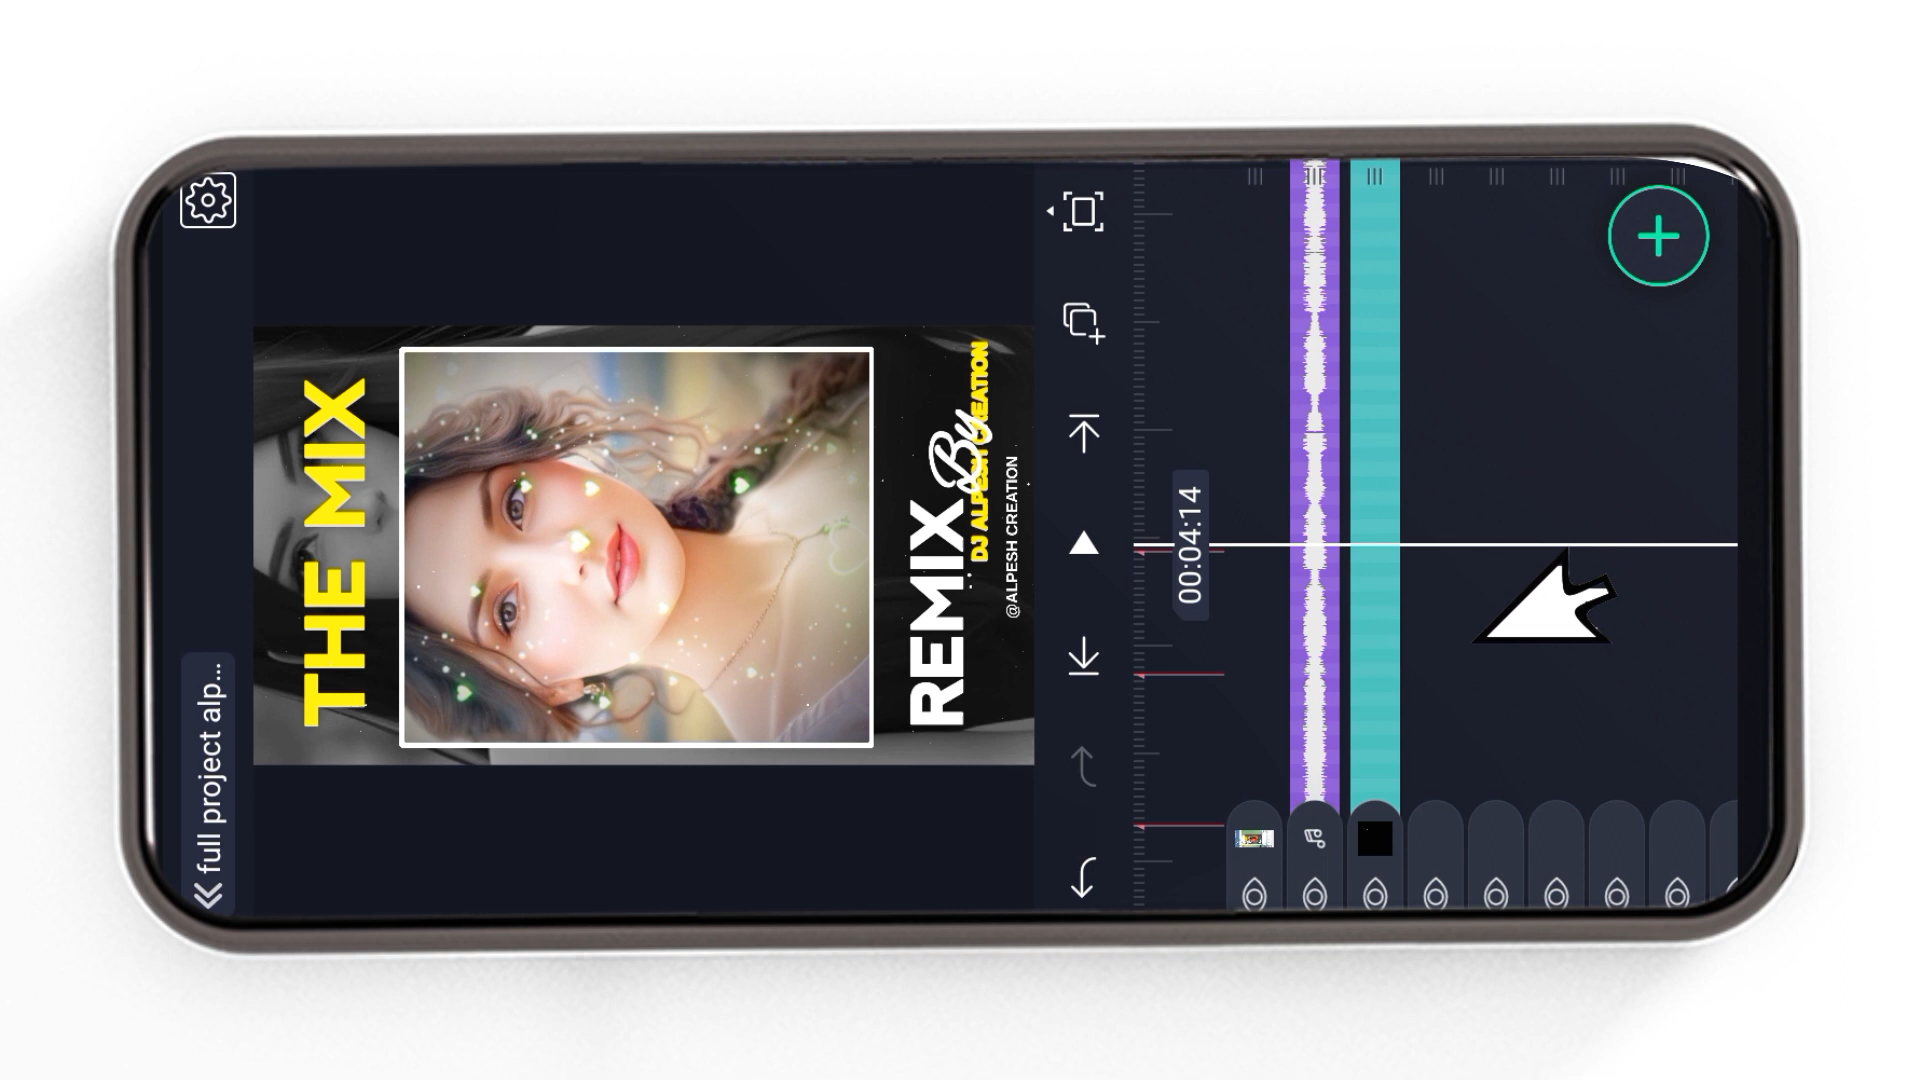 full project alp...
THE MIX
REMIX
By
DJ ALPESH CREATION
@ALPESH CREATION
00:04:14